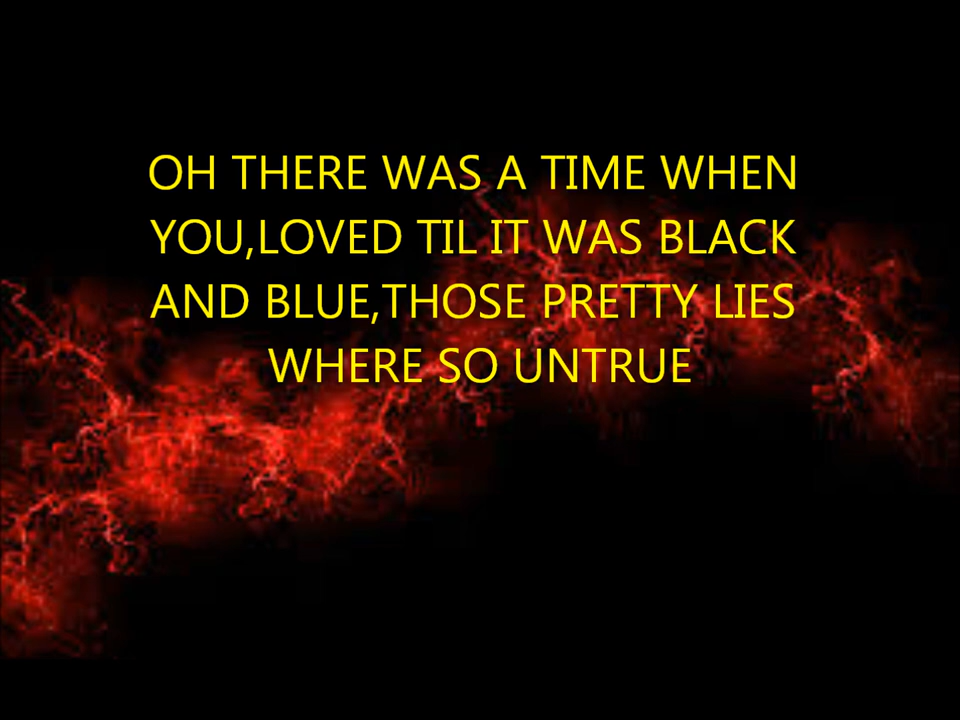 OH THERE WAS A TIME WHEN
YOU,LOVED TIL IT WAS BLACK
AND BLUE,THOSE PRETTY LIES
WHERE SO UNTRUE